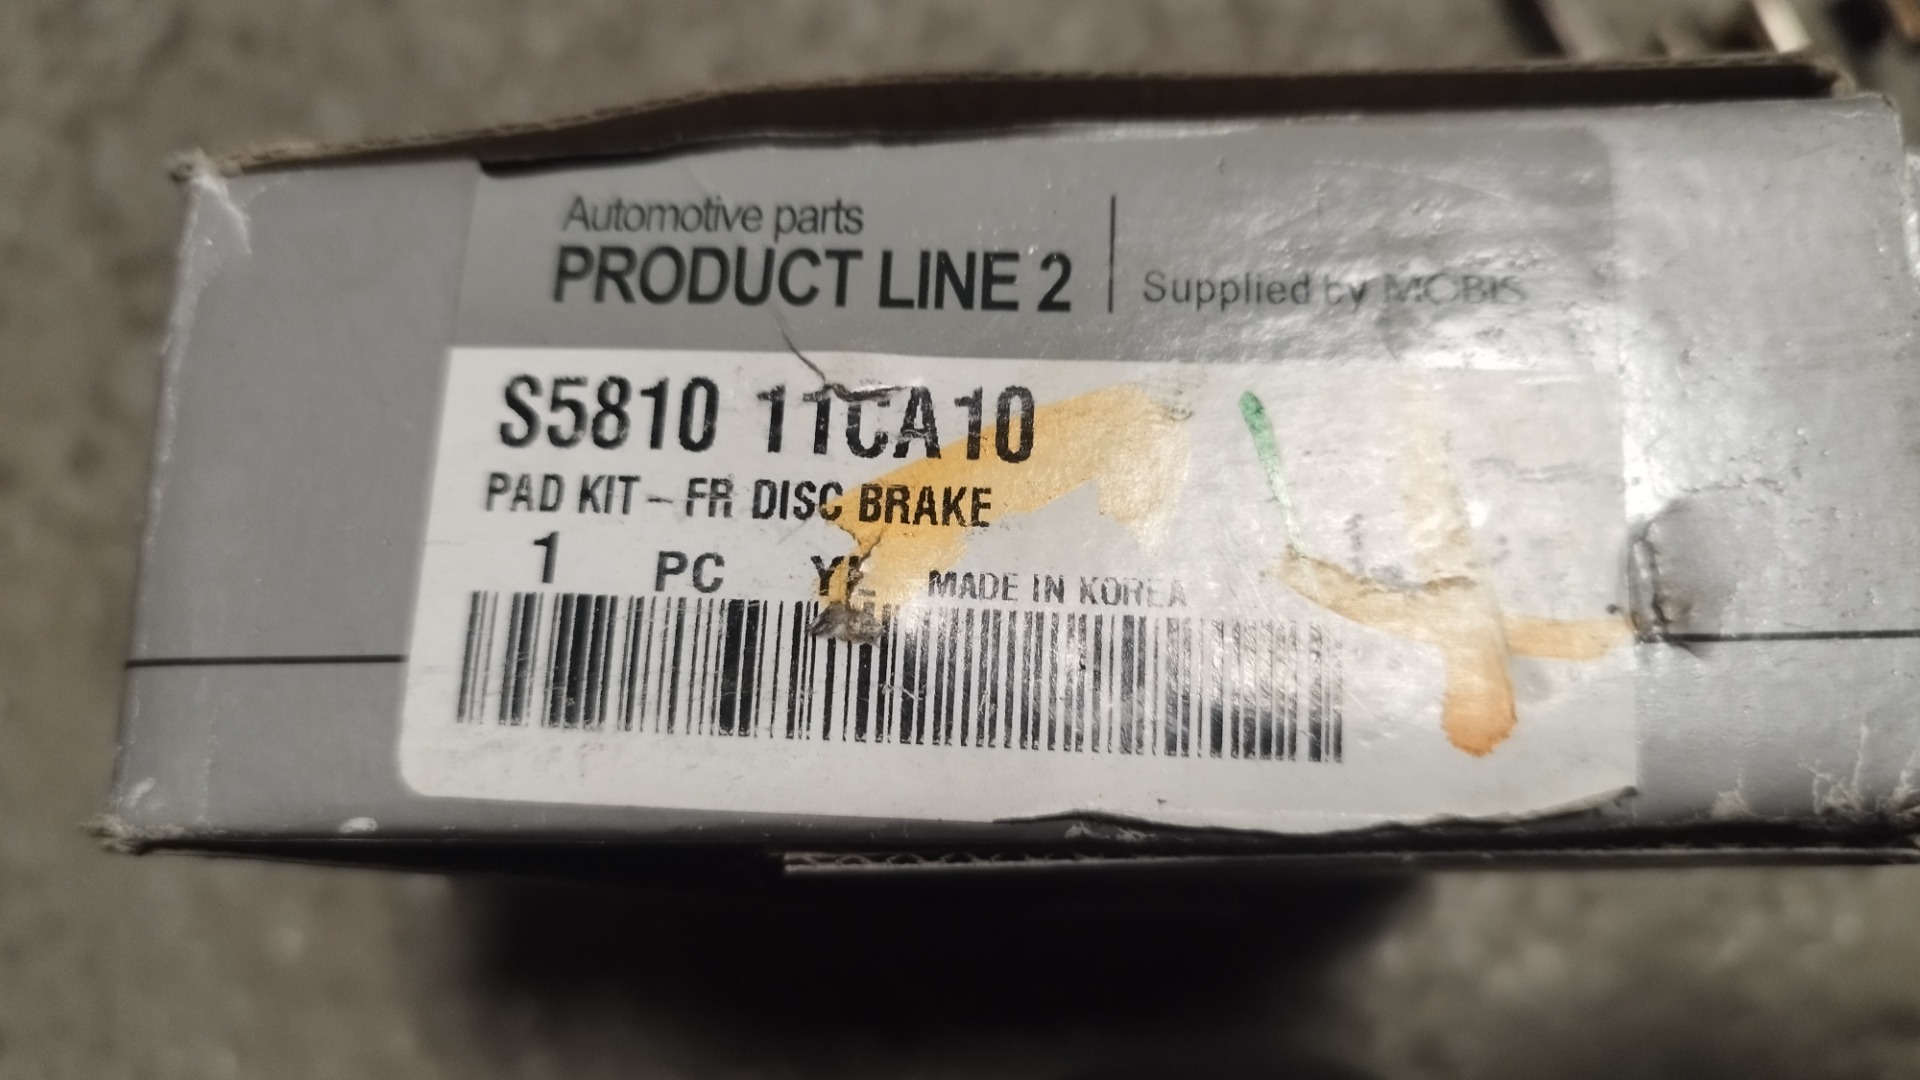 Automotive parts
PRODUCT LINE 2
Supplied by MOBIS
S5810 11CA10
PAD KIT – FR DISC BRAKE
1 PC MADE IN KOREA